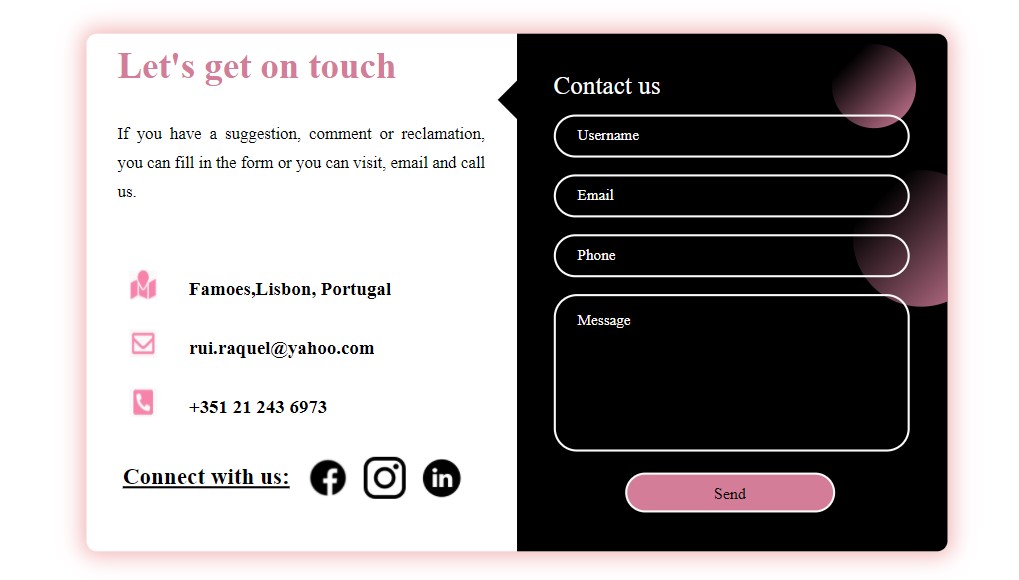 Let's get on touch
If you have a suggestion, comment or reclamation,
you can fill in the form or you can visit, email and call
us.
Famoes,Lisbon, Portugal
rui.raquel@yahoo.com
+351 21 243 6973
Connect with us:
in
Contact us
Username
Email
Phone
Message
Send